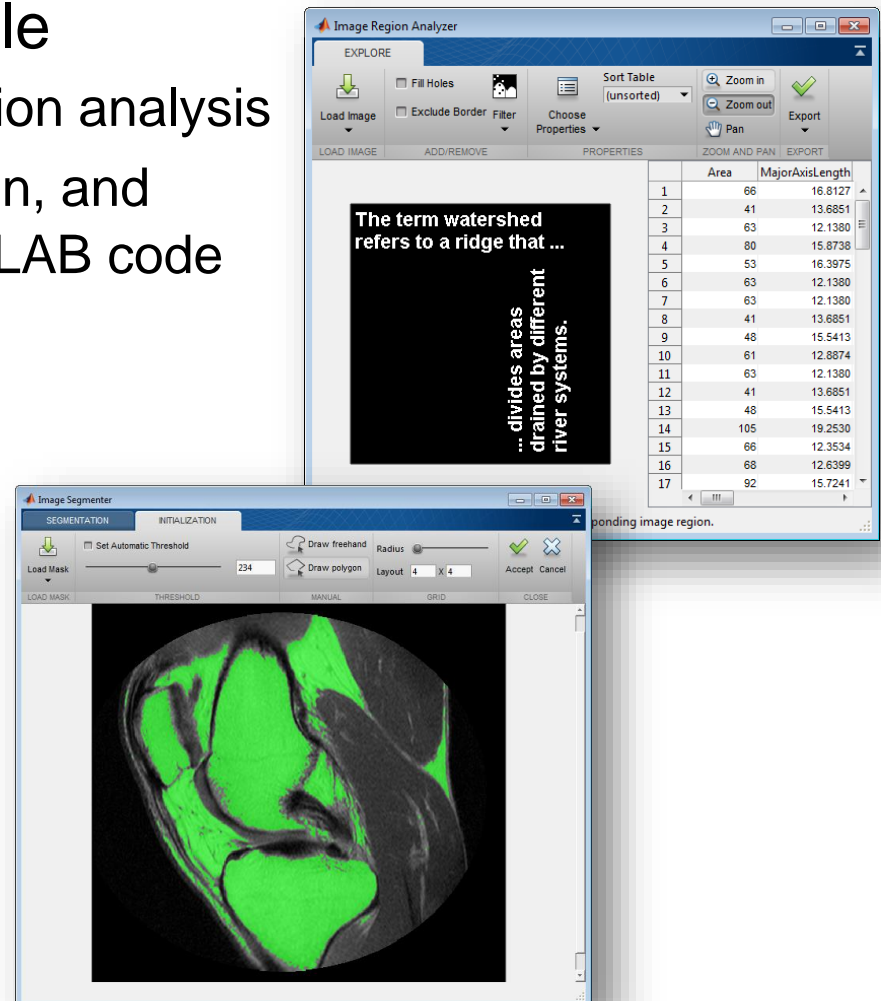 le
ion analysis
n, and
LAB code
Image Region Analyzer
EXPLORE
Load Image
Fill Holes
Exclude Border
Filter
Choose
Properties
Sort Table
(unsorted)
Zoom in
Zoom out
Pan
Export
LOAD IMAGE ADD/REMOVE PROPERTIES ZOOM AND PAN EXPORT
The term watershed
refers to a ridge that ...
... divides areas
drained by different
river systems.
Area MajorAxisLength
1 66 16.8127
2 41 13.6851
3 63 12.1380
4 80 15.8738
5 53 16.3975
6 63 12.1380
7 63 12.1380
8 41 13.6851
9 48 15.5413
10 61 12.8874
11 63 12.1380
12 41 13.6851
13 48 15.5413
14 105 19.2530
15 66 12.3534
16 68 12.6399
17 92 15.7241
ponding image region.
Image Segmenter
SEGMENTATION INITIALIZATION
Load Mask
Set Automatic Threshold
234
Draw freehand
Draw polygon
Radius
Layout 4 X 4
Accept Cancel
LOAD MASK THRESHOLD MANUAL GRID CLOSE